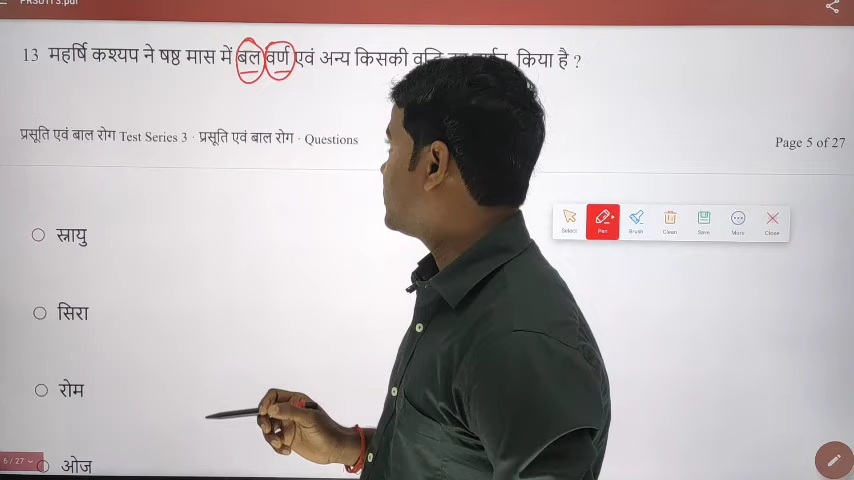 13 महर्षि कश्यप ने षष्ठ मास में बल वर्ण एवं अन्य किसकी किया है ?
प्रसूति एवं बाल रोग Test Series 3 · प्रसूति एवं बाल रोग · Questions
Page 5 of 27
स्नायु
Select Pen Brush Clean Save More Close
सिरा
रोम
6 / 27
ओज